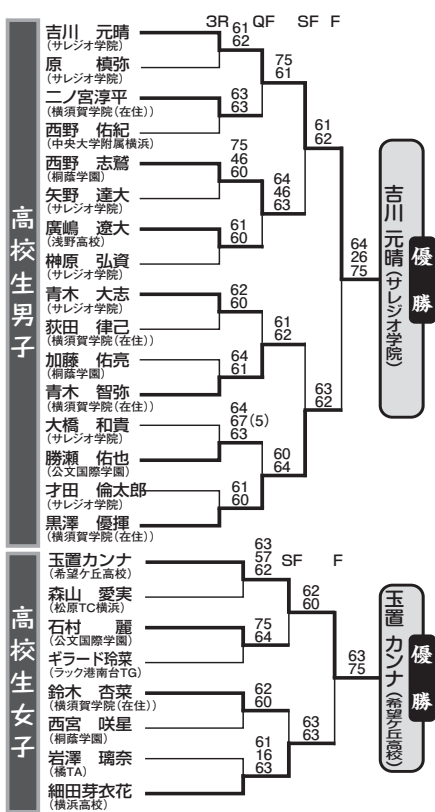 高校生男子
3R QF SF F
吉川 元晴
(サレジオ学院)
原 槙弥
(サレジオ学院)
二ノ宮淳平
(横須賀学院(在住))
西野 佑紀
(中央大学附属横浜)
西野 志鷲
(桐蔭学園)
矢野 達大
(サレジオ学院)
廣嶋 遼大
(浅野高校)
榊原 弘資
(サレジオ学院)
青木 大志
(サレジオ学院)
荻田 律己
(横須賀学院(在住))
加藤 佑亮
(桐蔭学園)
青木 智弥
(横須賀学院(在住))
大橋 和貴
(サレジオ学院)
勝瀬 佑也
(公文国際学園)
才田 倫太郎
(サレジオ学院)
黒澤 優揮
(横須賀学院(在住))
61
62
63
63
75
46
60
61
60
62
60
64
61
64
67(5)
63
61
60
75
61
64
46
63
61
62
60
64
61
62
63
62
64
26
75
優勝
吉川 元晴(サレジオ学院)
高校生女子
SF F
玉置カンナ
(希望ケ丘高校)
森山 愛実
(松原TC横浜)
石村 麗
(公文国際学園)
ギラード玲菜
(ラック港南台TG)
鈴木 杏菜
(横須賀学院(在住))
西宮 咲星
(桐蔭学園)
岩澤 璃奈
(橘TA)
細田芽衣花
(横浜高校)
63
57
62
75
64
62
60
61
16
63
62
60
63
63
63
75
優勝
玉置 カンナ(希望ケ丘高校)